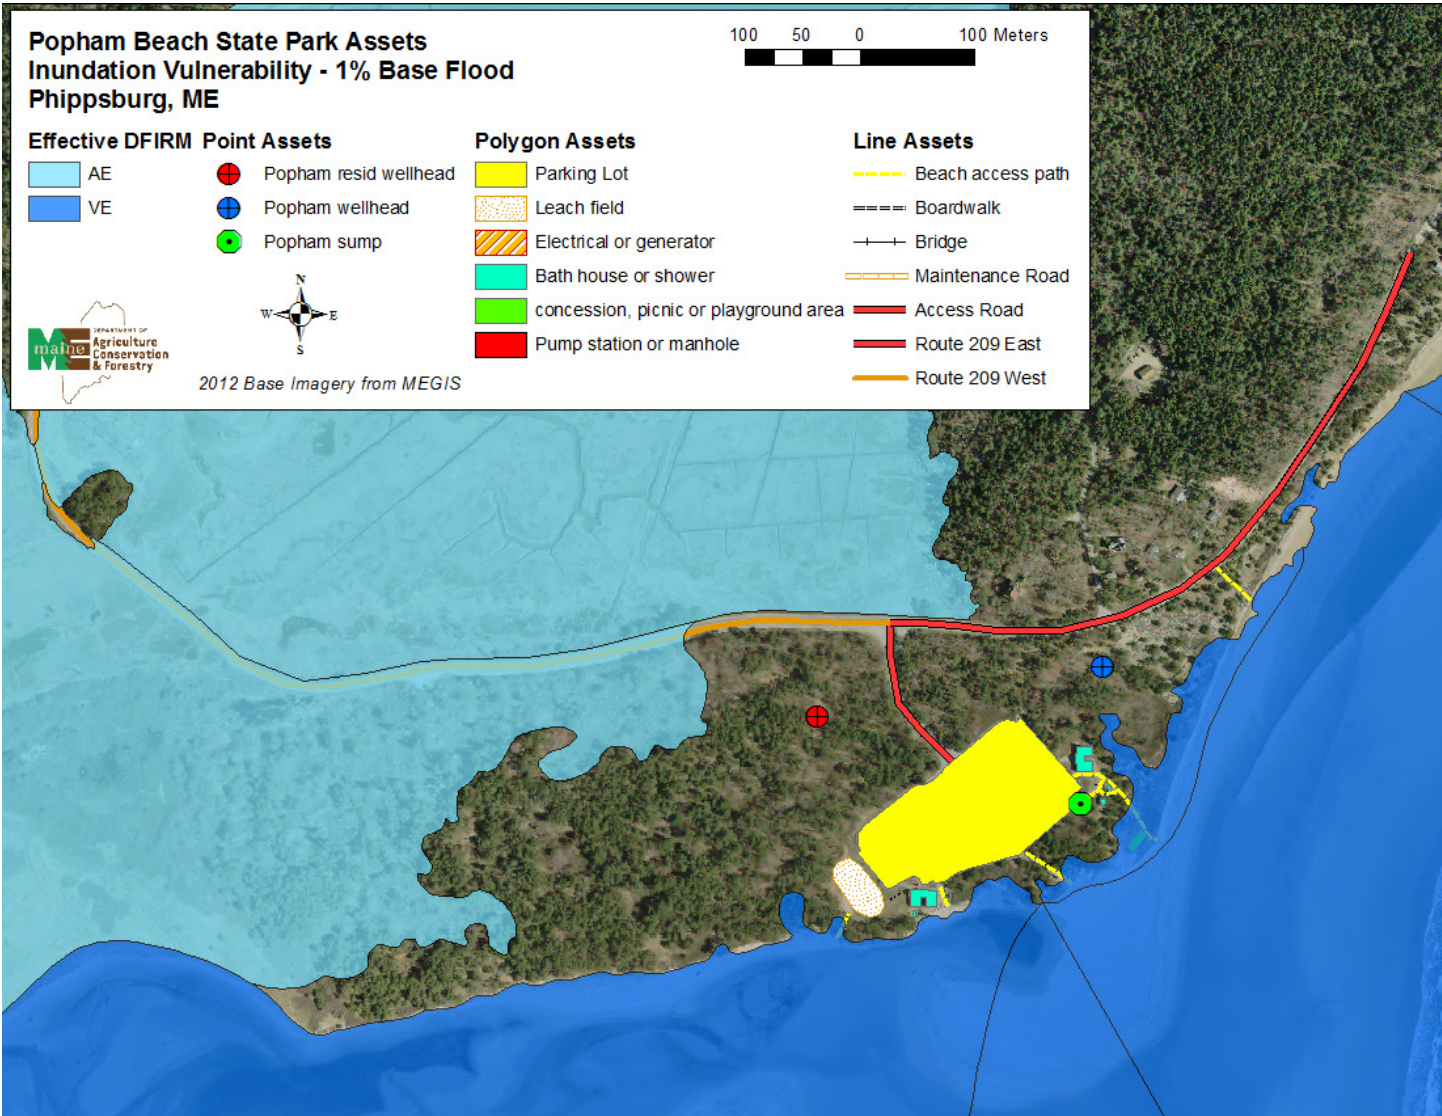 Popham Beach State Park Assets
Inundation Vulnerability - 1% Base Flood
Phippsburg, ME
100 50 0 100 Meters
Effective DFIRM
AE
VE
Point Assets
Popham resid wellhead
Popham wellhead
Popham sump
Polygon Assets
Parking Lot
Leach field
Electrical or generator
Bath house or shower
concession, picnic or playground area
Pump station or manhole
Line Assets
Beach access path
Boardwalk
Bridge
Maintenance Road
Access Road
Route 209 East
Route 209 West
N
W E
S
DEPARTMENT OF
maine Agriculture
Conservation
& Forestry
2012 Base Imagery from MEGIS